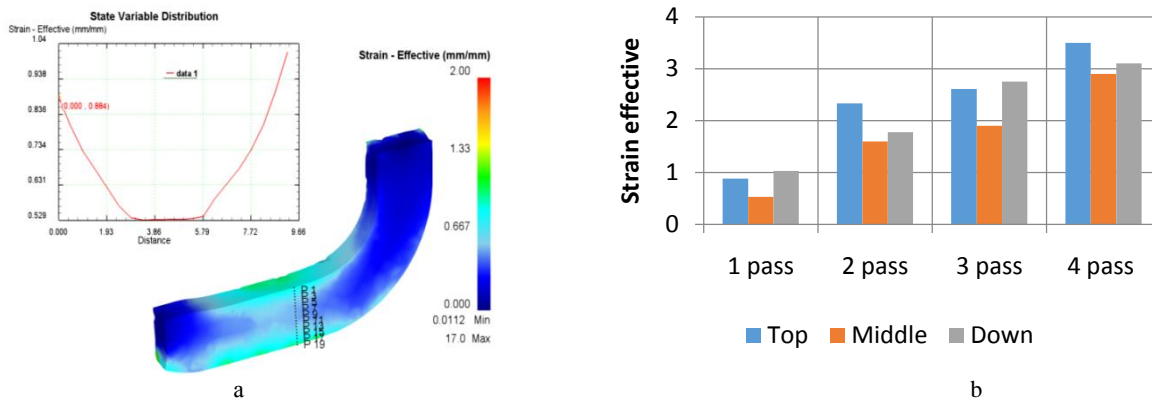 State Variable Distribution
Strain - Effective (mm/mm)
1.04
0.938
0.836
0.734
0.631
0.529
data 1
(0.000 , 0.884)
0.000 1.93 3.86 5.79 7.72 9.66
Distance
Strain - Effective (mm/mm)
2.00
1.33
0.667
0.000
0.0112 Min
17.0 Max
P 1
P 19
a
Strain effective
4
3
2
1
0
1 pass 2 pass 3 pass 4 pass
Top Middle Down
b